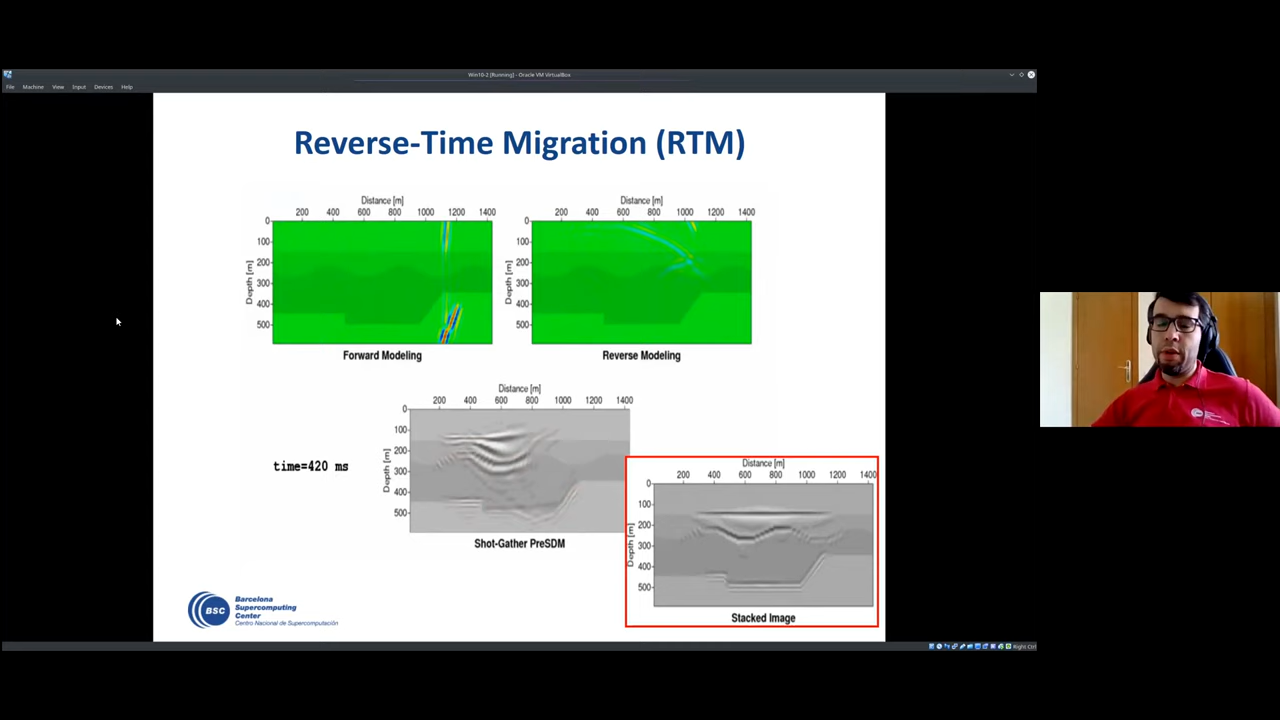 Win10-2 [Running] - Oracle VM VirtualBox
File Machine View Input Devices Help
Reverse-Time Migration (RTM)
Distance [m]
200 400 600 800 1000 1200 1400
0
100
200
300
400
500
Depth [m]
Forward Modeling
Distance [m]
200 400 600 800 1000 1200 1400
0
100
200
300
400
500
Depth [m]
Reverse Modeling
time=420 ms
Distance [m]
200 400 600 800 1000 1200 1400
0
100
200
300
400
500
Depth [m]
Shot-Gather PreSDM
Distance [m]
200 400 600 800 1000 1200 1400
0
100
200
300
400
500
Depth [m]
Stacked Image
BSC
Barcelona
Supercomputing
Center
Centro Nacional de Supercomputación
Right Ctrl